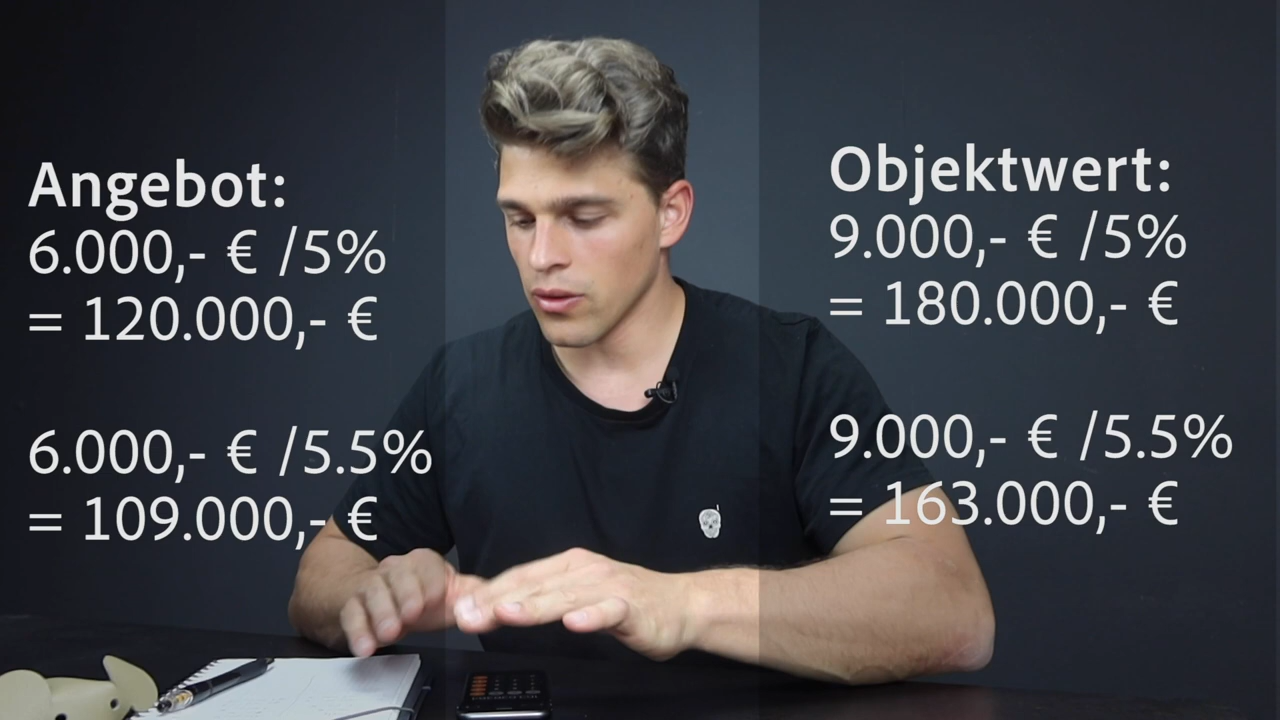 Angebot:
6.000,- € /5%
= 120.000,- €
6.000,- € /5.5%
= 109.000,- €
Objektwert:
9.000,- € /5%
= 180.000,- €
9.000,- € /5.5%
= 163.000,- €